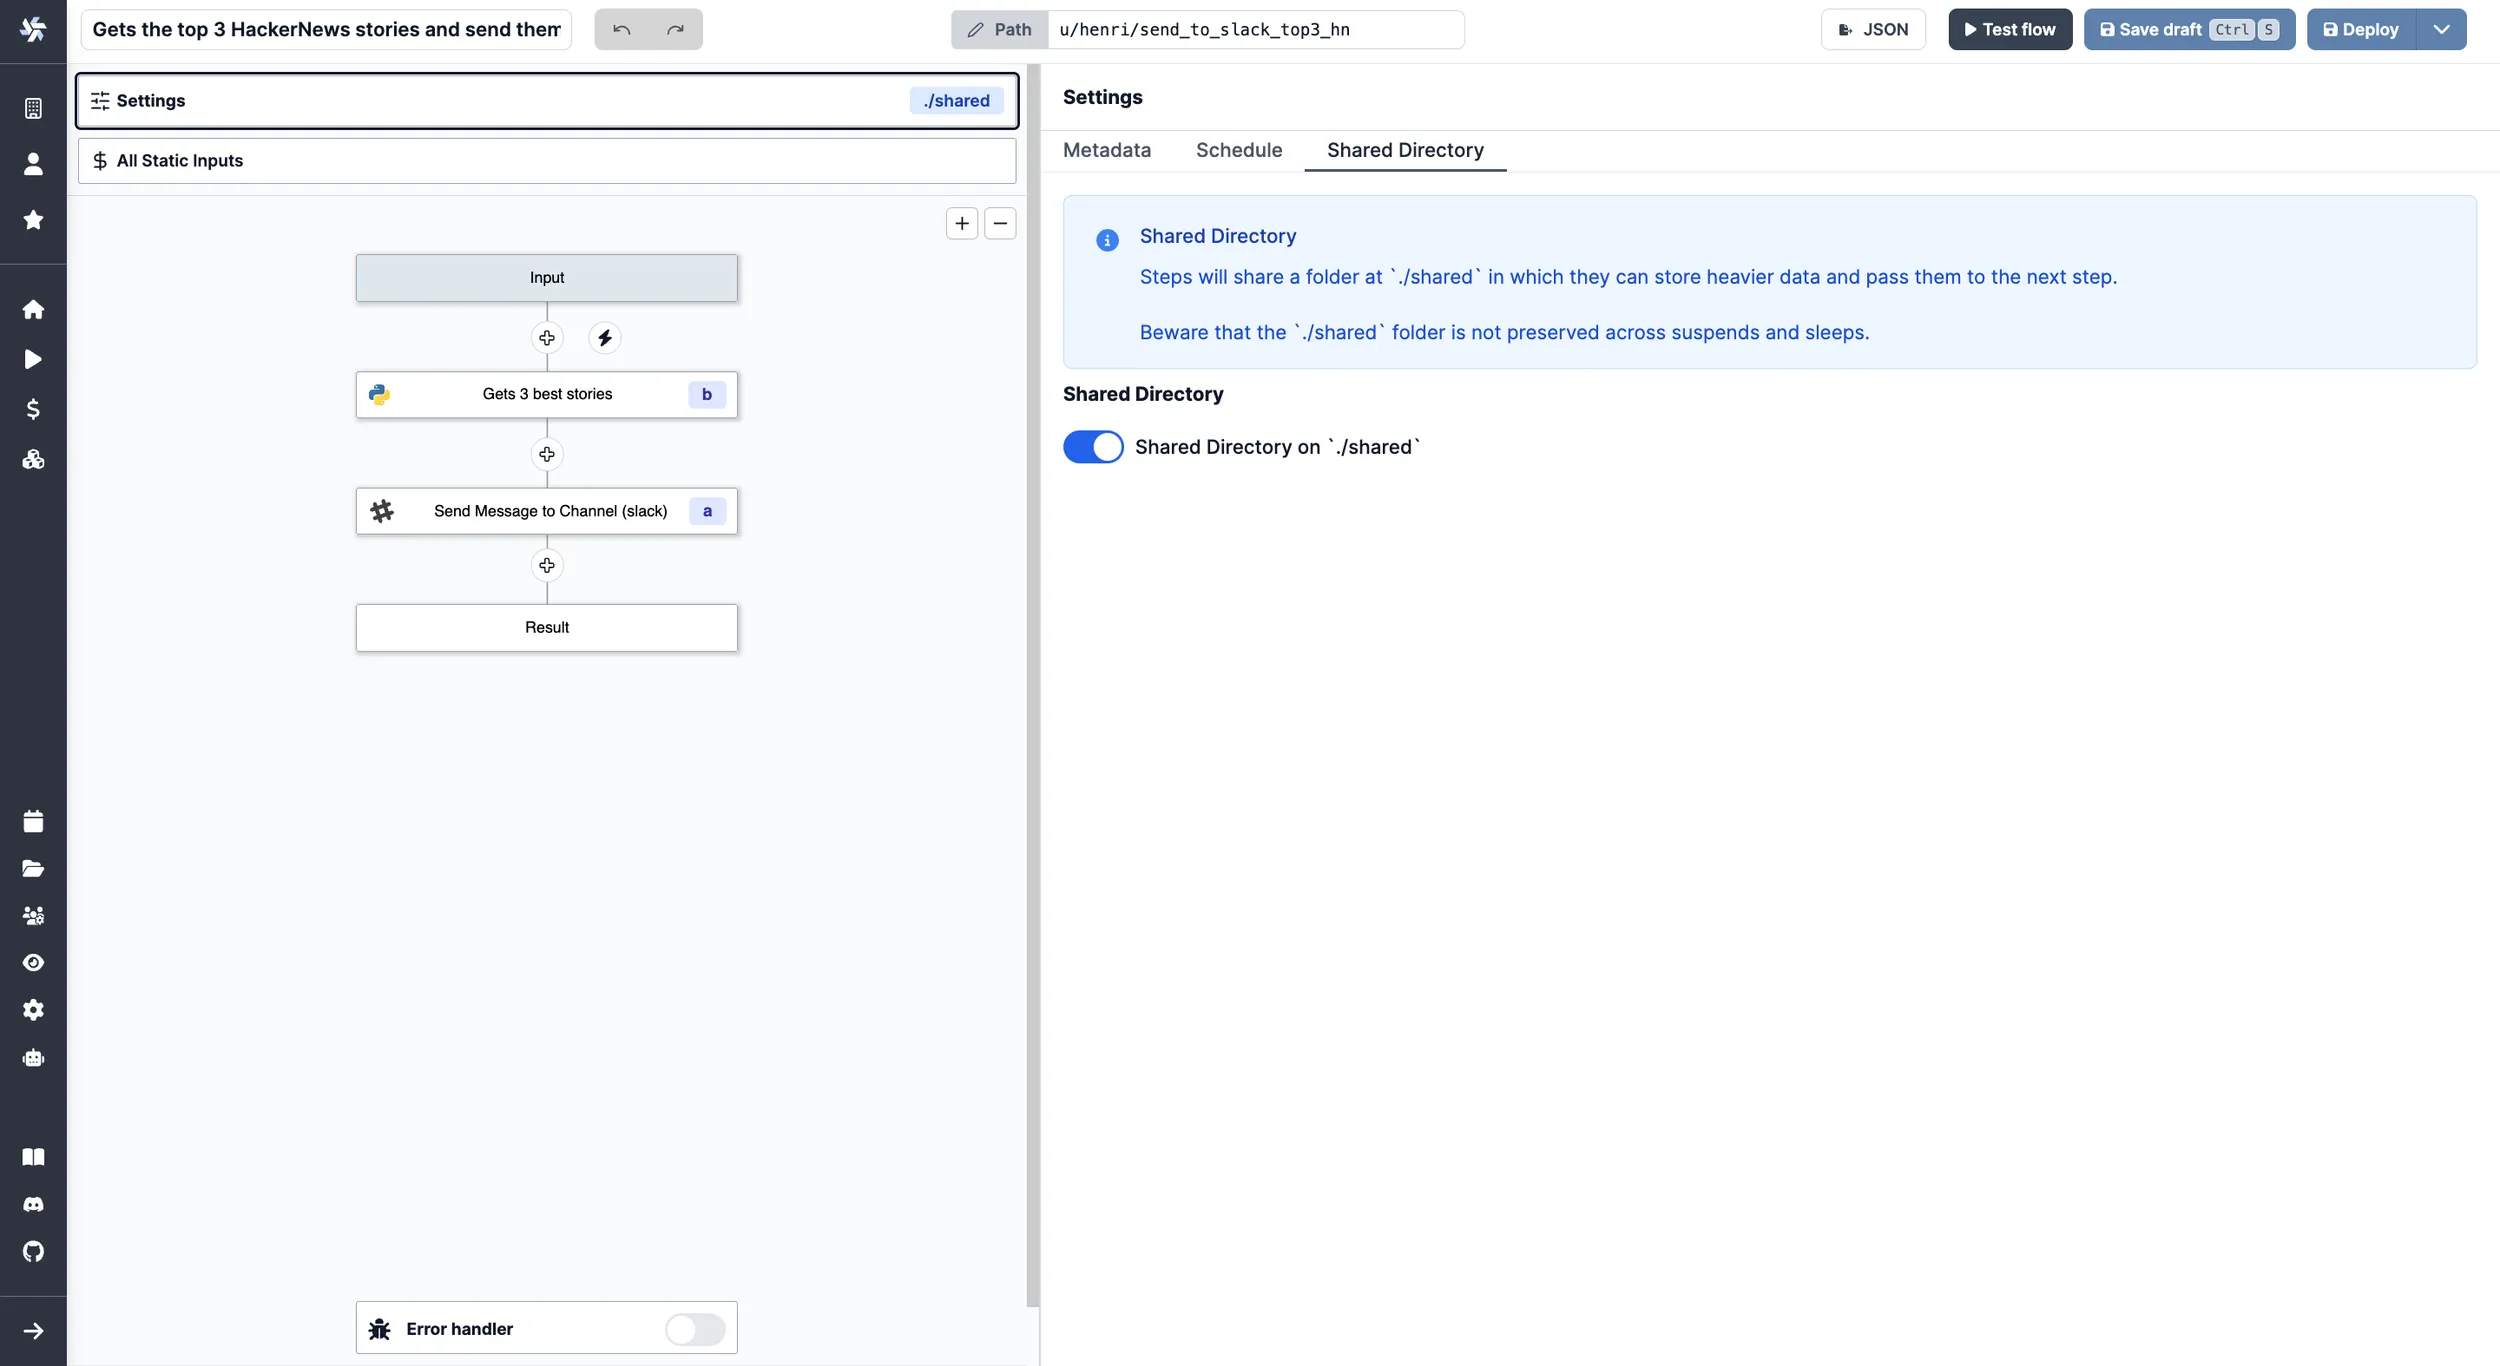 Gets the top 3 HackerNews stories and send them
Path
u/henri/send_to_slack_top3_hn
JSON
Test flow
Save draft Ctrl S
Deploy
Settings
./shared
All Static Inputs
Input
Gets 3 best stories
b
Send Message to Channel (slack)
a
Result
Error handler
Settings
Metadata
Schedule
Shared Directory
Shared Directory
Steps will share a folder at `./shared` in which they can store heavier data and pass them to the next step.
Beware that the `./shared` folder is not preserved across suspends and sleeps.
Shared Directory
Shared Directory on `./shared`